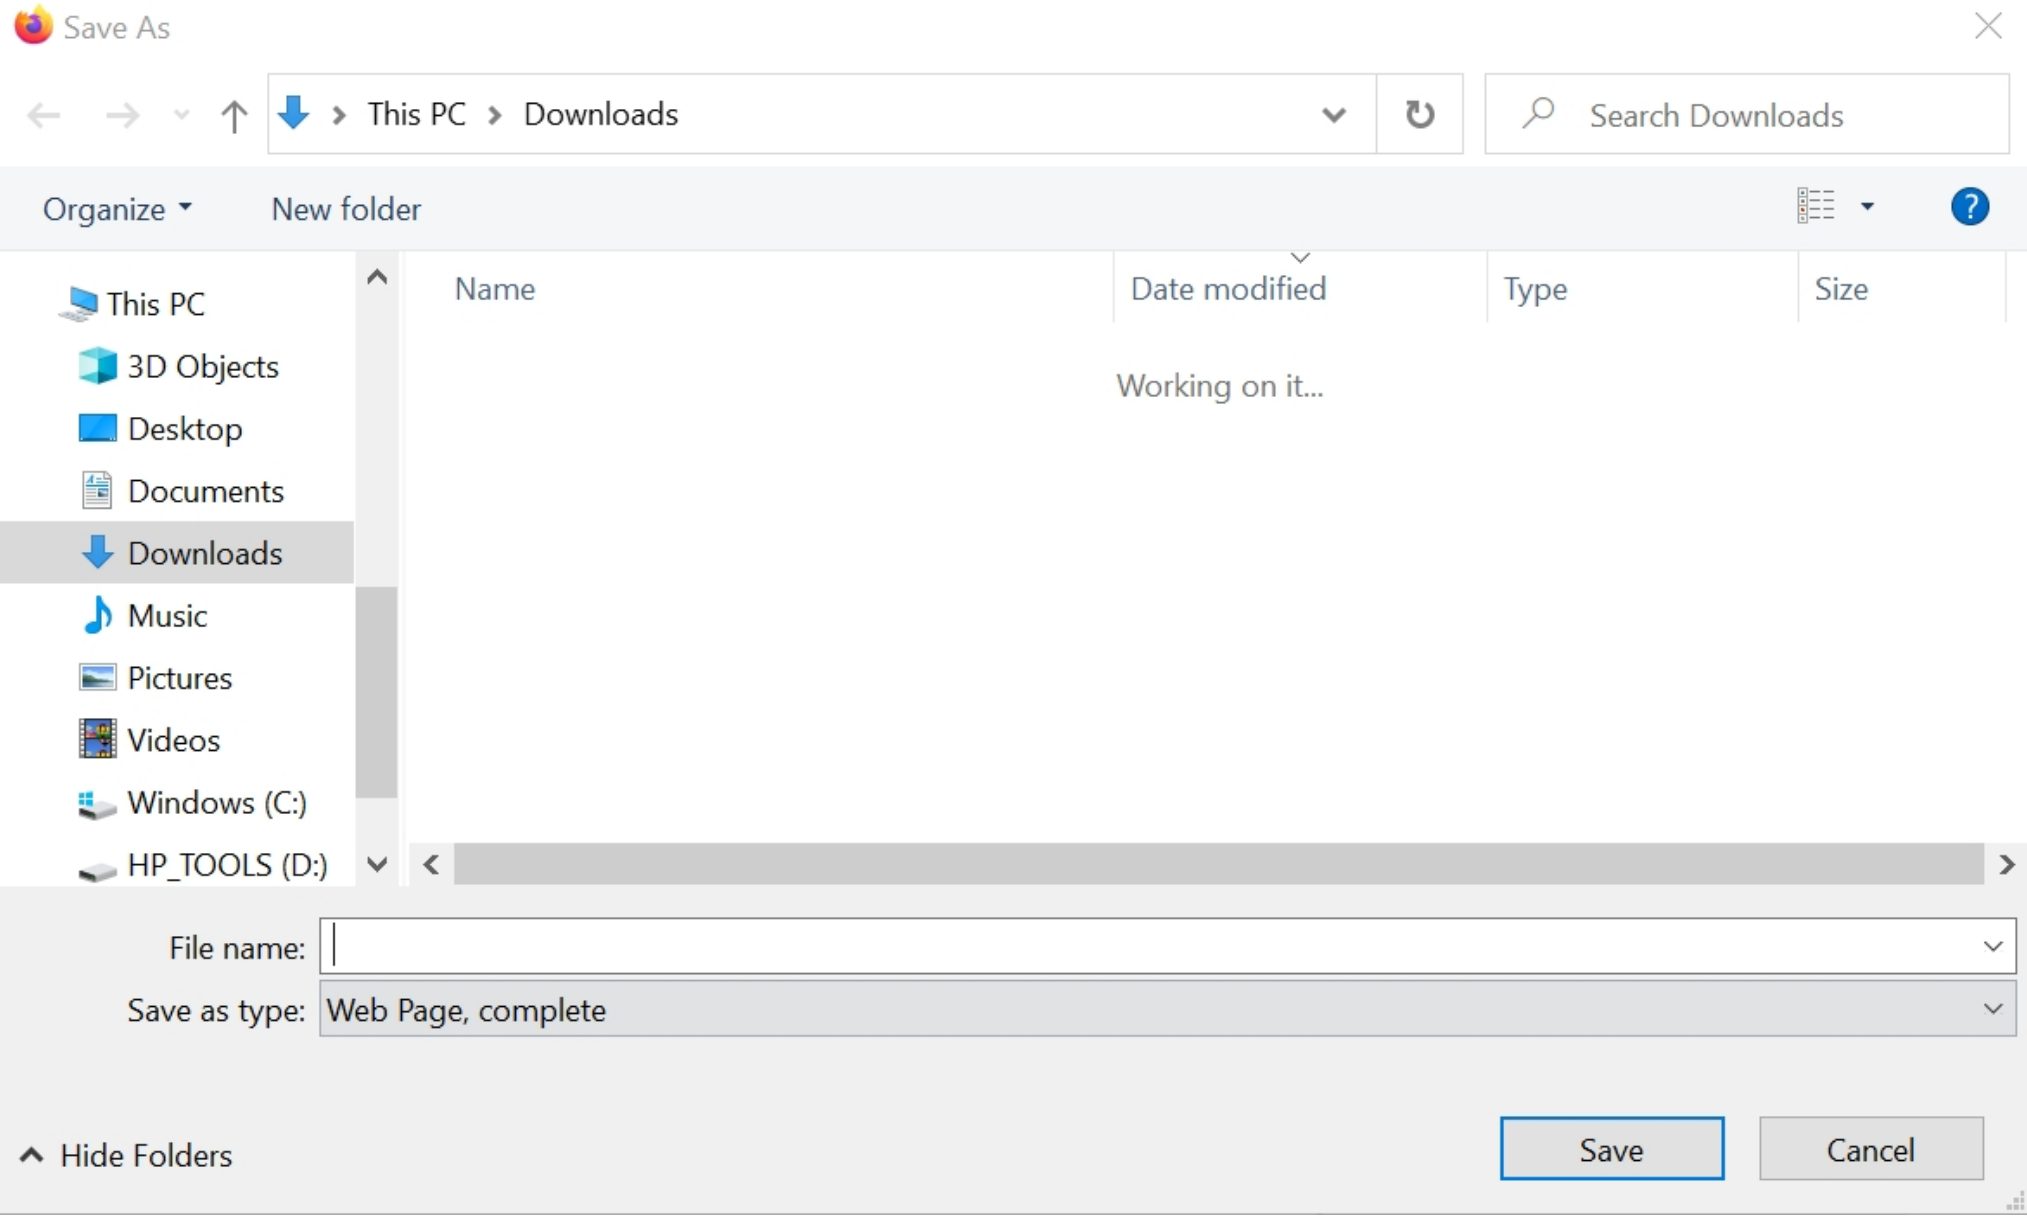 Save As
This PC Downloads
Search Downloads
Organize New folder
?
Name Date modified Type Size
Working on it...
This PC
3D Objects
Desktop
Documents
Downloads
Music
Pictures
Videos
Windows (C:)
HP_TOOLS (D:)
File name:
Save as type: Web Page, complete
Hide Folders
Save Cancel